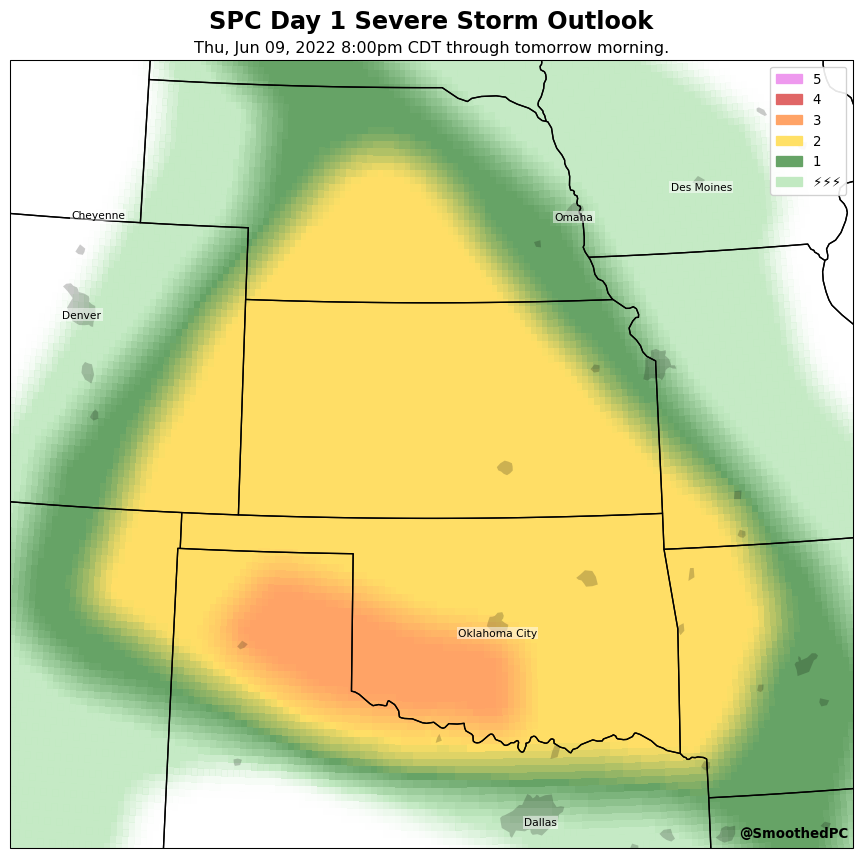 SPC Day 1 Severe Storm Outlook
Thu, Jun 09, 2022 8:00pm CDT through tomorrow morning.
5
4
3
2
1
⚡⚡⚡
Des Moines
Cheyenne
Omaha
Denver
Oklahoma City
Dallas
@SmoothedPC